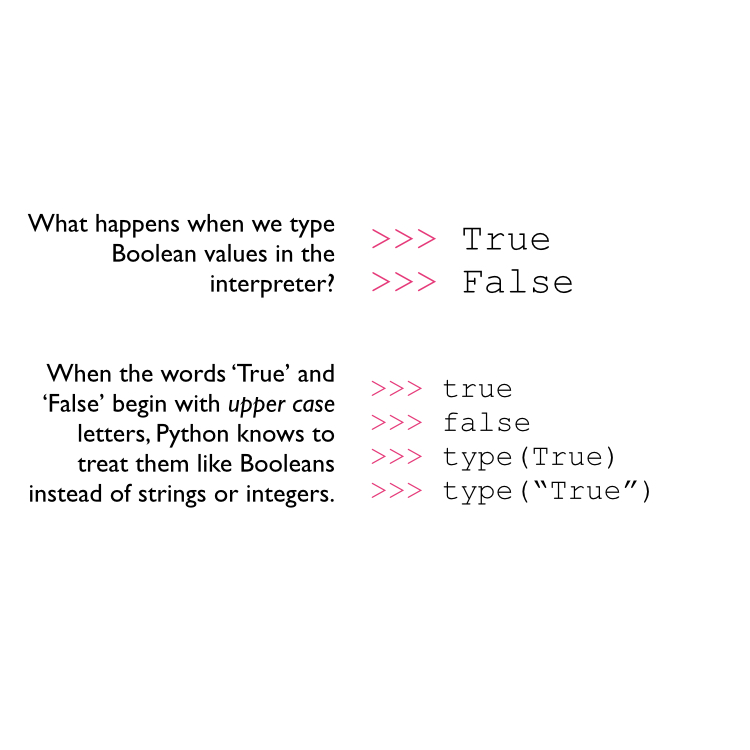 What happens when we type
Boolean values in the
interpreter?
>>> True
>>> False
When the words ‘True’ and
‘False’ begin with upper case
letters, Python knows to
treat them like Booleans
instead of strings or integers.
>>> true
>>> false
>>> type(True)
>>> type(“True”)